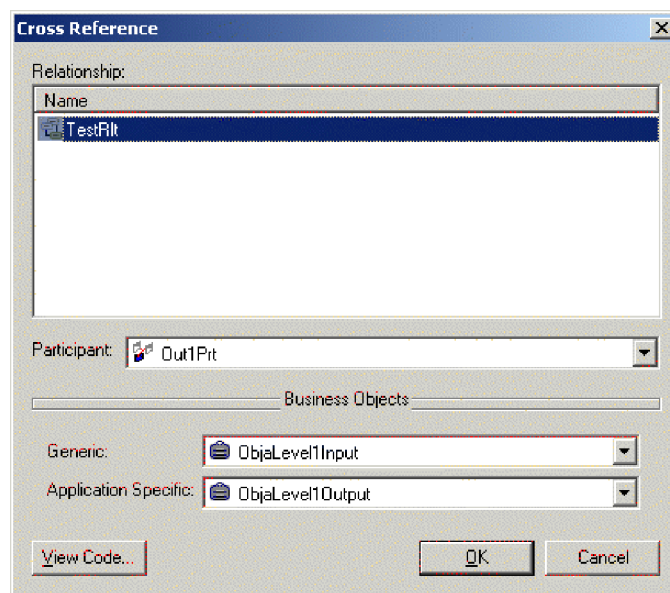 Cross Reference
Relationship:
Name
TestRlt
Participant: Out1Prt
Business Objects
Generic: ObjaLevel1Input
Application Specific: ObjaLevel1Output
View Code... OK Cancel